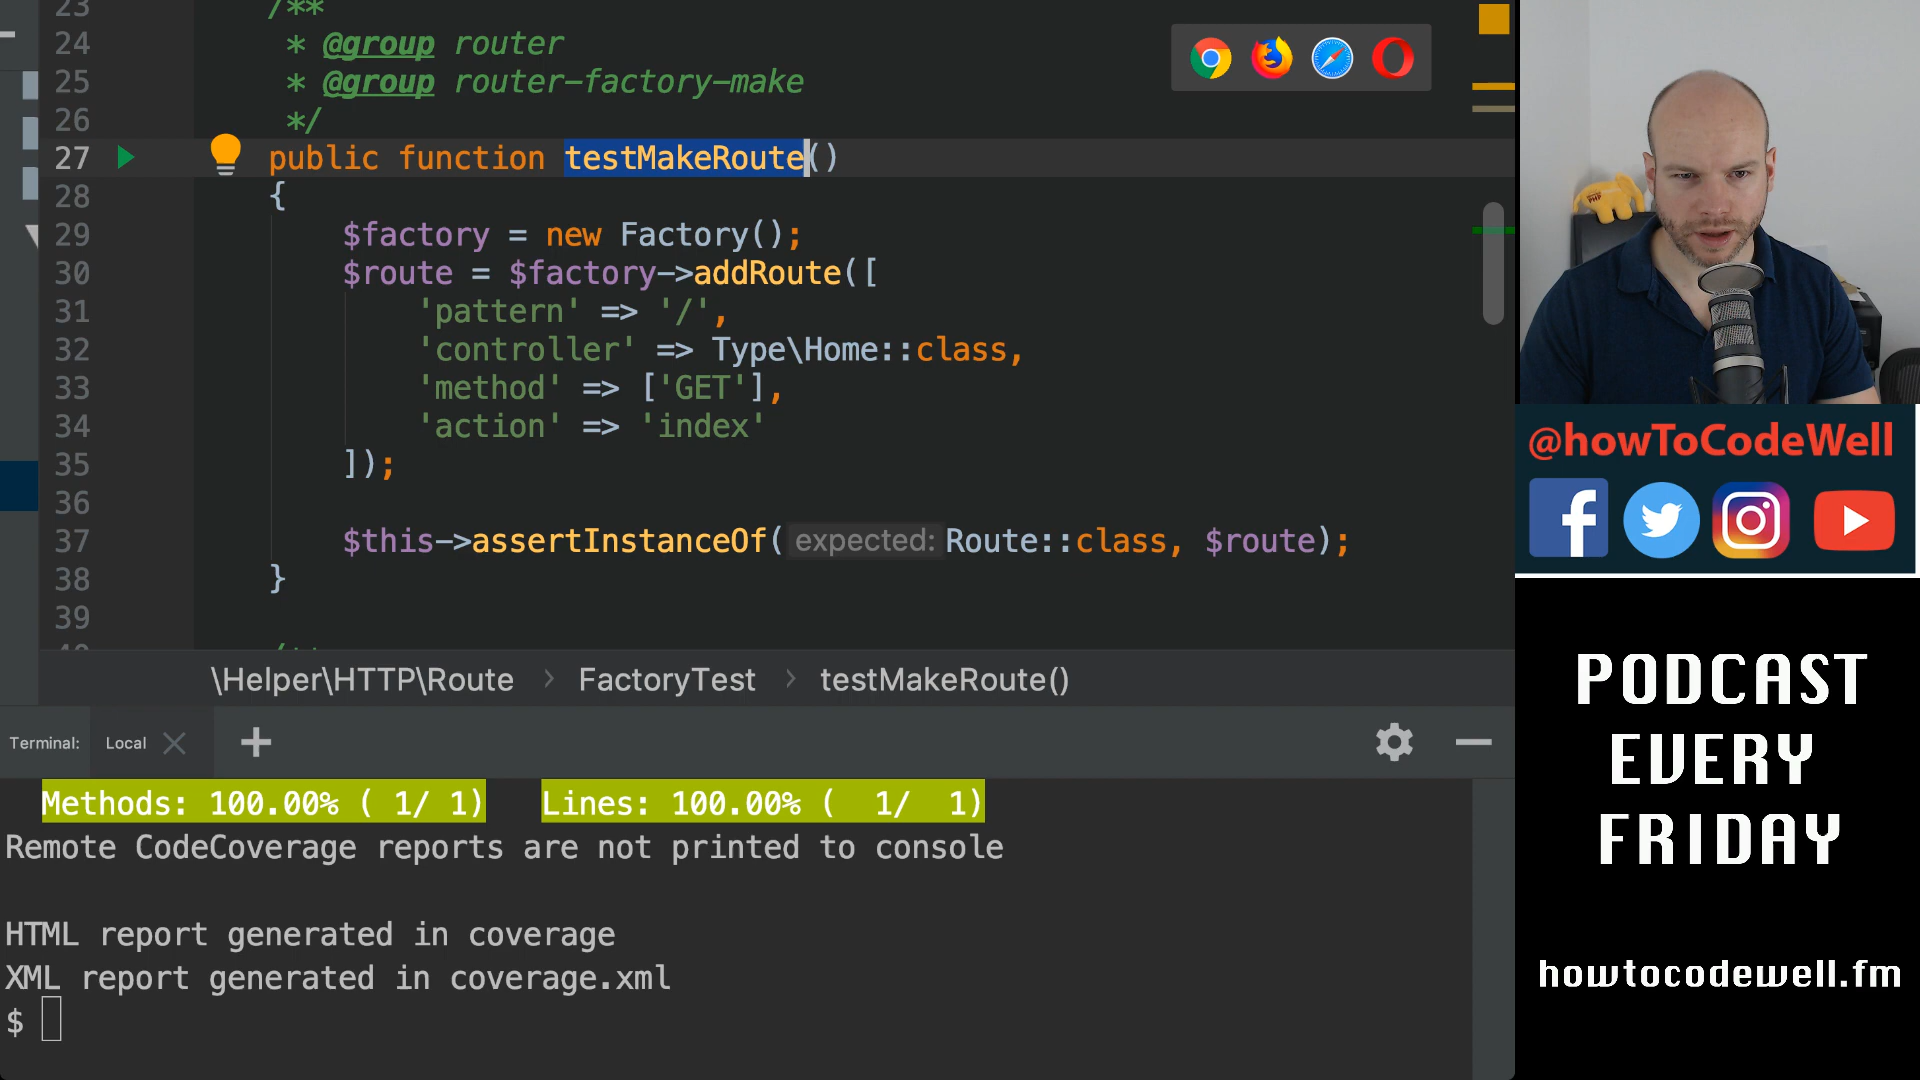 23 /**
24 * @group router
25 * @group router-factory-make
26 */
27 public function testMakeRoute()
28 {
29 $factory = new Factory();
30 $route = $factory->addRoute([
31 'pattern' => '/',
32 'controller' => Type\Home::class,
33 'method' => ['GET'],
34 'action' => 'index'
35 ]);
36
37 $this->assertInstanceOf( expected: Route::class, $route);
38 }
39
\Helper\HTTP\Route › FactoryTest › testMakeRoute()
Terminal: Local
Methods: 100.00% ( 1/ 1) Lines: 100.00% ( 1/ 1)
Remote CodeCoverage reports are not printed to console
HTML report generated in coverage
XML report generated in coverage.xml
$
@howToCodeWell
PODCAST
EVERY
FRIDAY
howtocodewell.fm